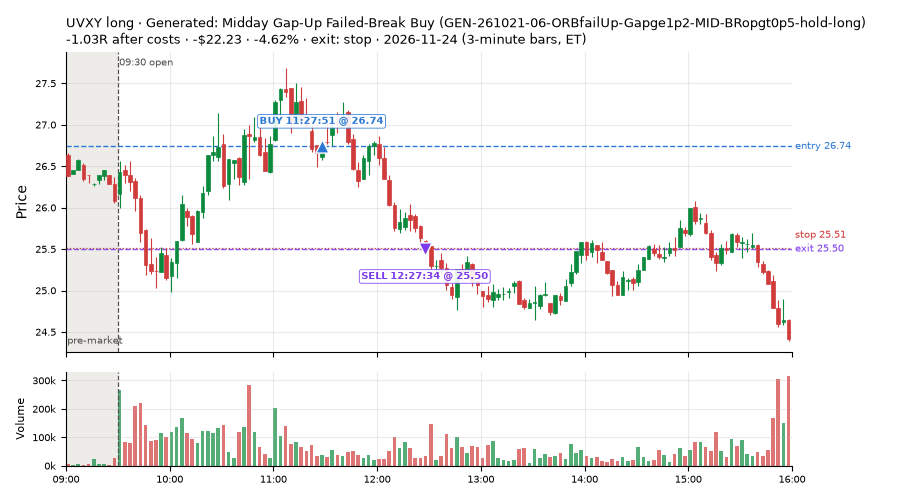 UVXY long · Generated: Midday Gap-Up Failed-Break Buy (GEN-261021-06-ORBfailUp-Gapge1p2-MID-BRopgt0p5-hold-long)
-1.03R after costs · -$22.23 · -4.62% · exit: stop · 2026-11-24 (3-minute bars, ET)
09:30 open
27.5
27.0
26.5
26.0
25.5
25.0
24.5
Price
BUY 11:27:51 @ 26.74
entry 26.74
stop 25.51
exit 25.50
SELL 12:27:34 @ 25.50
pre-market
300k
200k
100k
0k
Volume
09:00
10:00
11:00
12:00
13:00
14:00
15:00
16:00